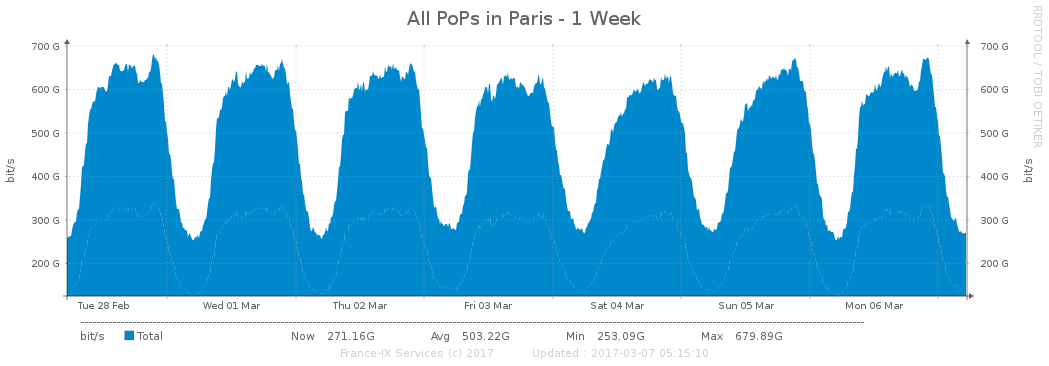 All PoPs in Paris - 1 Week
RRDTOOL / TOBI OETIKER
700 G 700 G
600 G 600 G
500 G 500 G
400 G 400 G
300 G 300 G
200 G 200 G
bit/s bit/s
Tue 28 Feb Wed 01 Mar Thu 02 Mar Fri 03 Mar Sat 04 Mar Sun 05 Mar Mon 06 Mar
bit/s Total Now 271.16G Avg 503.22G Min 253.09G Max 679.89G
France-IX Services (c) 2017 Updated : 2017-03-07 05:15:10